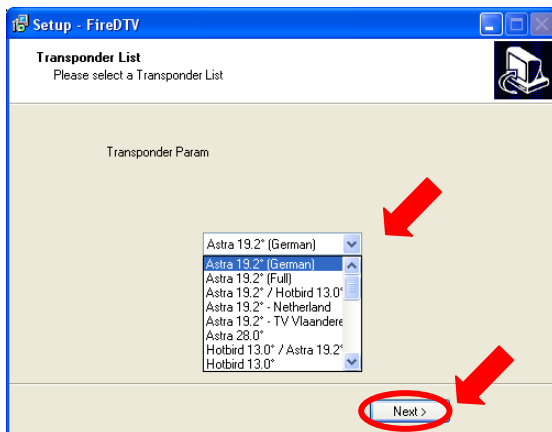 Setup - FireDTV
Transponder List
Please select a Transponder List
Transponder Param
Astra 19.2° (German)
Astra 19.2° (German)
Astra 19.2° (Full)
Astra 19.2° / Hotbird 13.0°
Astra 19.2° - Netherland
Astra 19.2° - TV Vlaandere
Astra 28.0°
Hotbird 13.0° / Astra 19.2°
Hotbird 13.0°
Next >